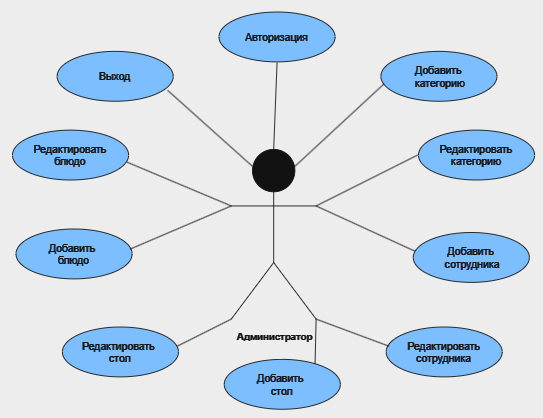 Авторизация
Выход
Добавить
категорию
Редактировать
блюдо
Редактировать
категорию
Добавить
блюдо
Добавить
сотрудника
Администратор
Редактировать
стол
Редактировать
сотрудника
Добавить
стол